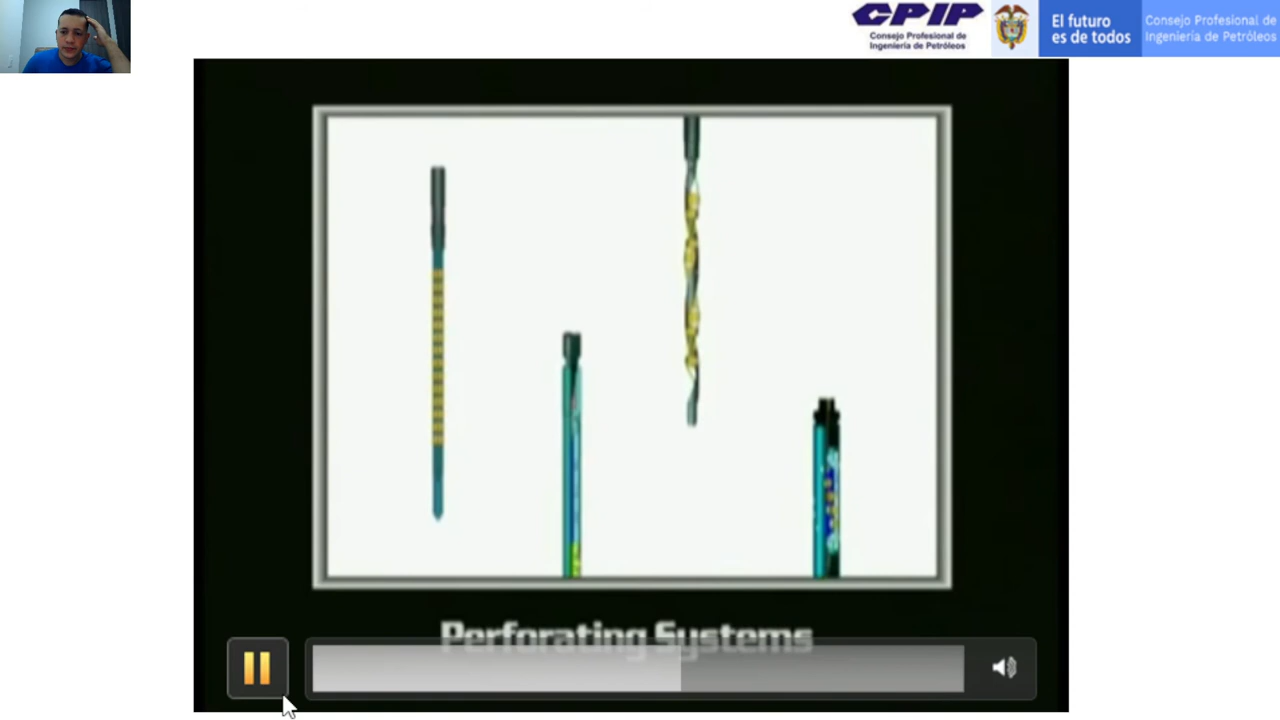 CPIP
Consejo Profesional de
Ingeniería de Petróleos
El futuro
es de todos
Consejo Profesional de
Ingeniería de Petróleos
Perforating Systems